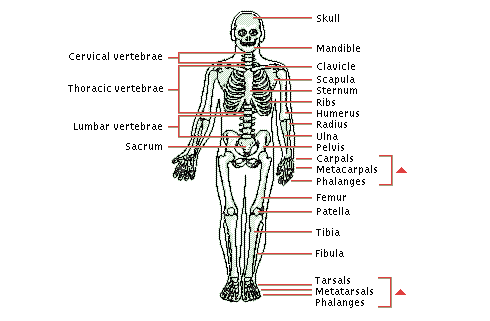 Skull
Mandible
Cervical vertebrae
Clavicle
Scapula
Thoracic vertebrae
Sternum
Ribs
Humerus
Radius
Lumbar vertebrae
Ulna
Sacrum
Pelvis
Carpals
Metacarpals
Phalanges
Femur
Patella
Tibia
Fibula
Tarsals
Metatarsals
Phalanges